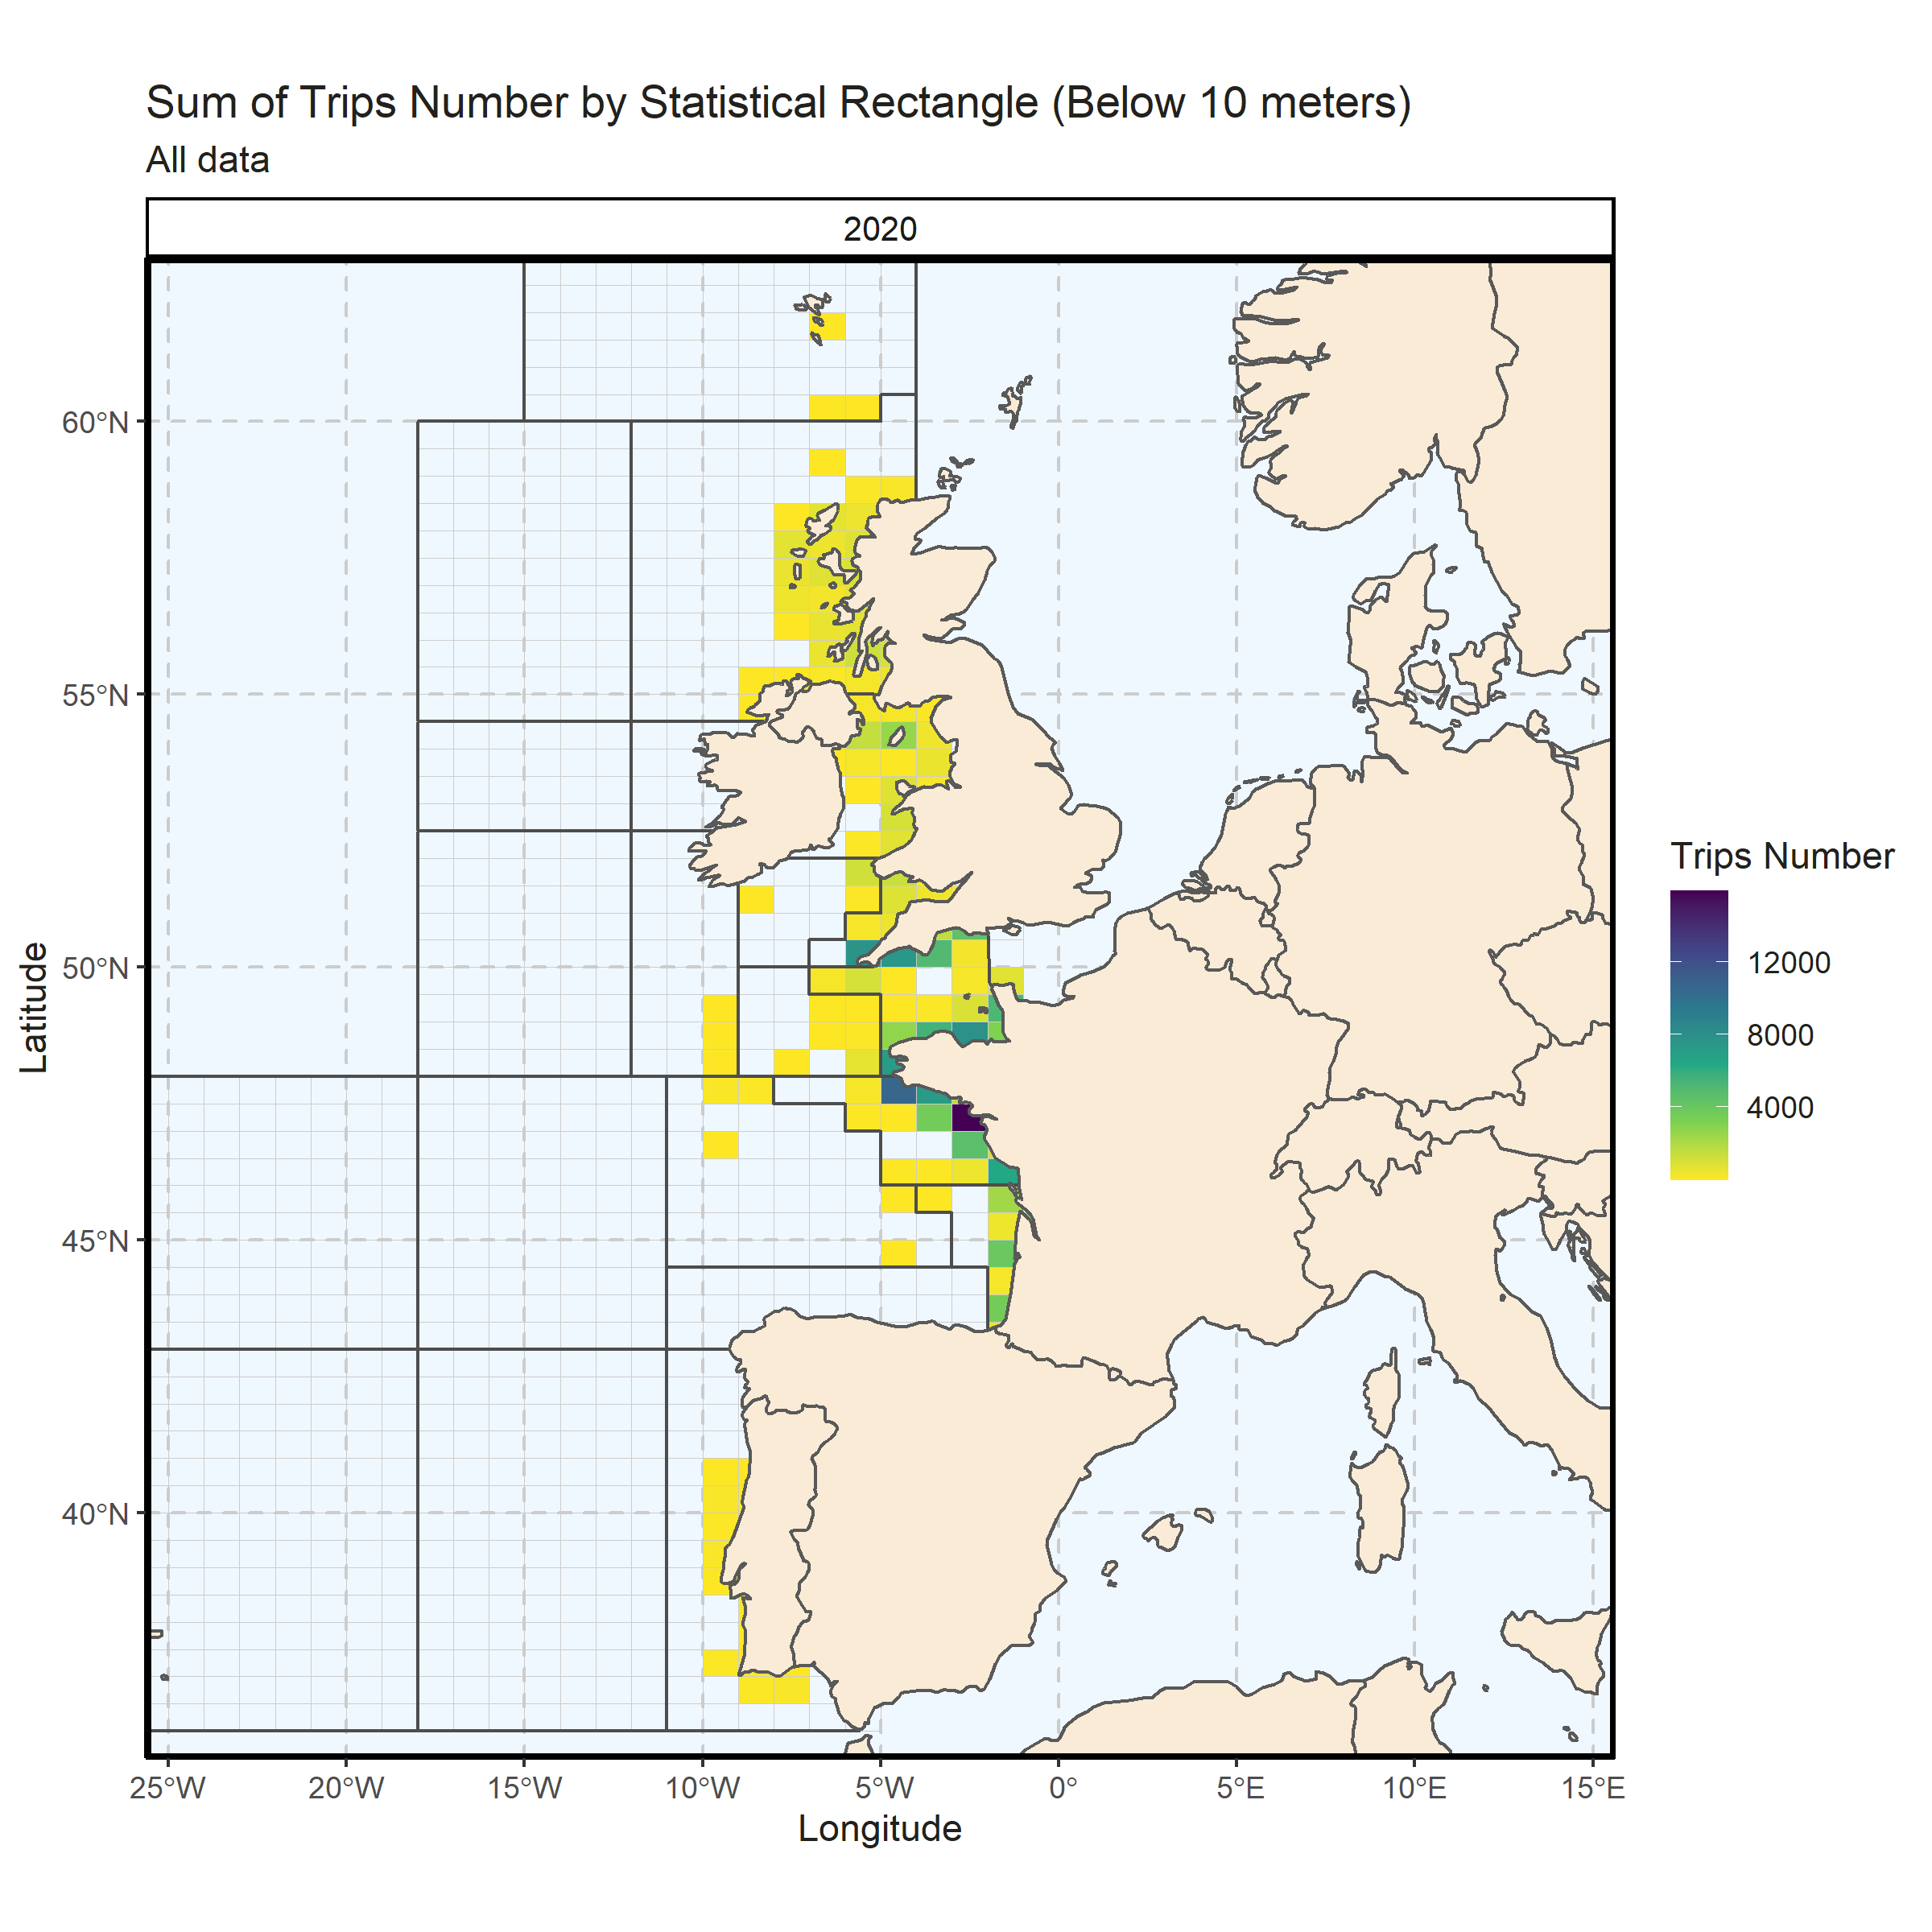 Sum of Trips Number by Statistical Rectangle (Below 10 meters)
All data
2020
60°N
55°N
50°N
45°N
40°N
Latitude
25°W 20°W 15°W 10°W 5°W 0° 5°E 10°E 15°E
Longitude
Trips Number
12000
8000
4000